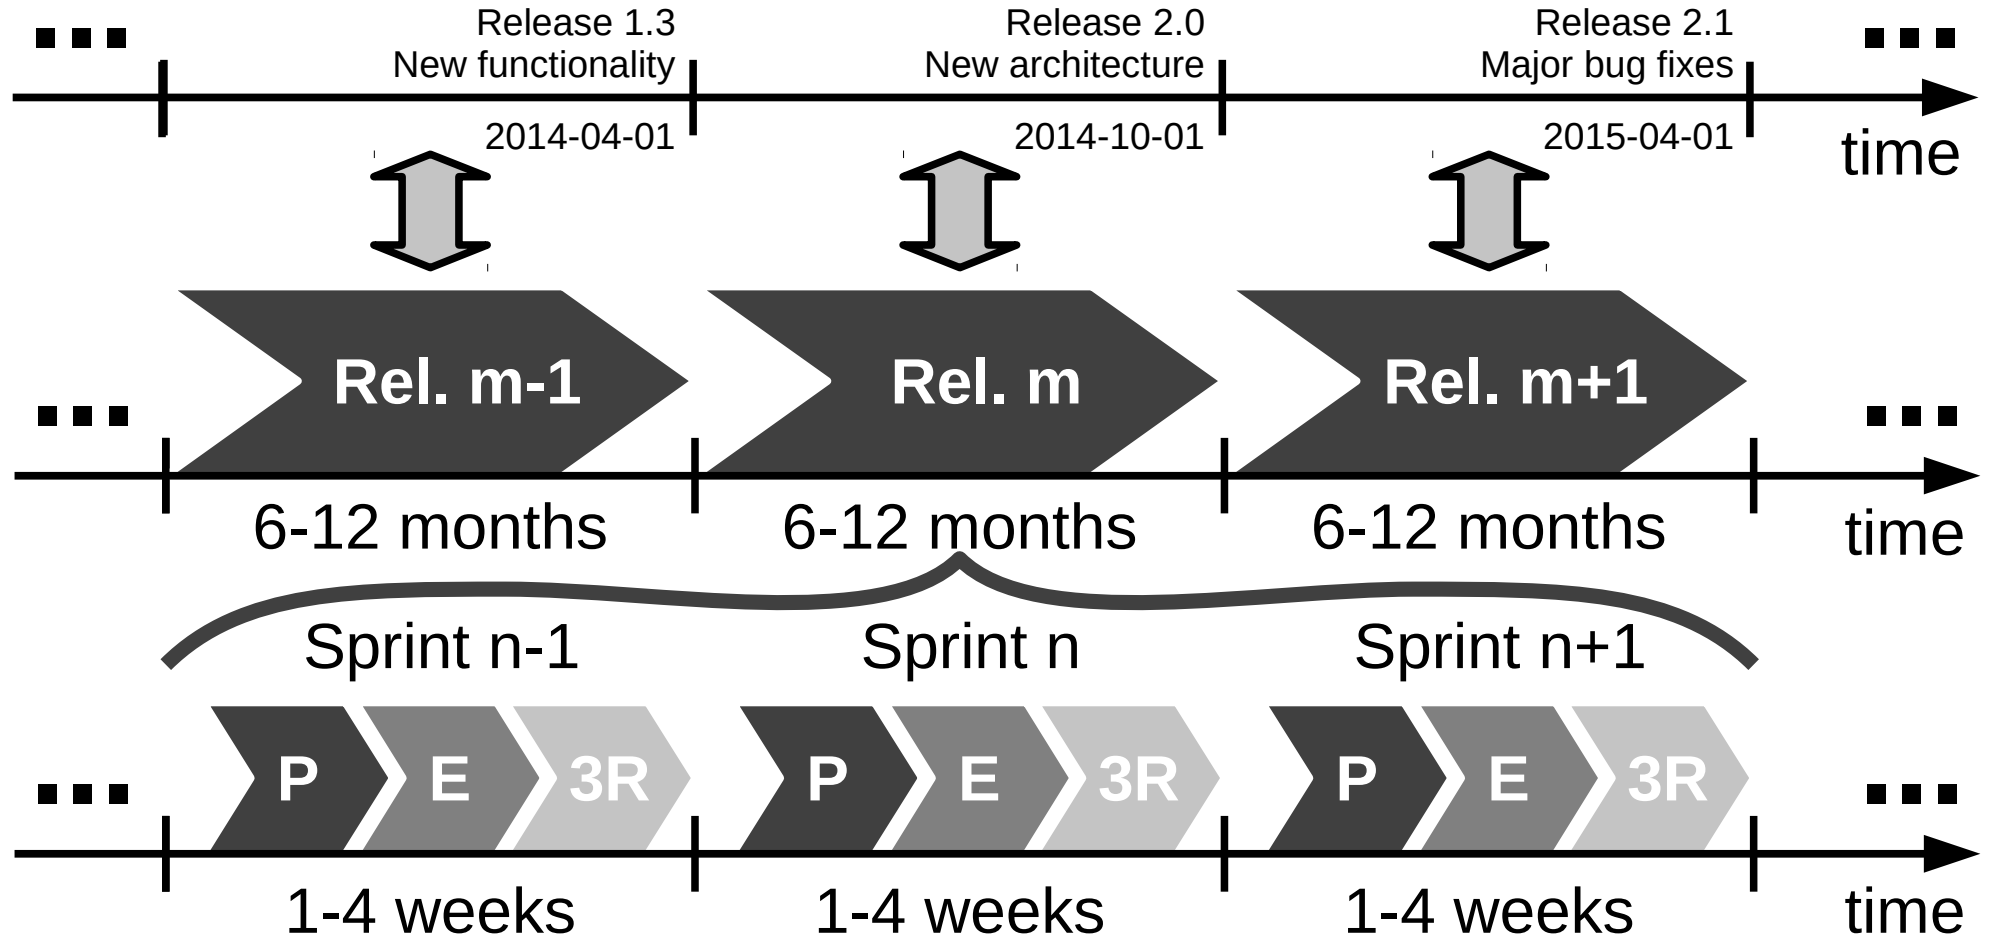 Release 1.3
New functionality
Release 2.0
New architecture
Release 2.1
Major bug fixes
2014-04-01
2014-10-01
2015-04-01
time
Rel. m-1
Rel. m
Rel. m+1
6-12 months
6-12 months
6-12 months
time
Sprint n-1
Sprint n
Sprint n+1
P
E
3R
P
E
3R
P
E
3R
1-4 weeks
1-4 weeks
1-4 weeks
time